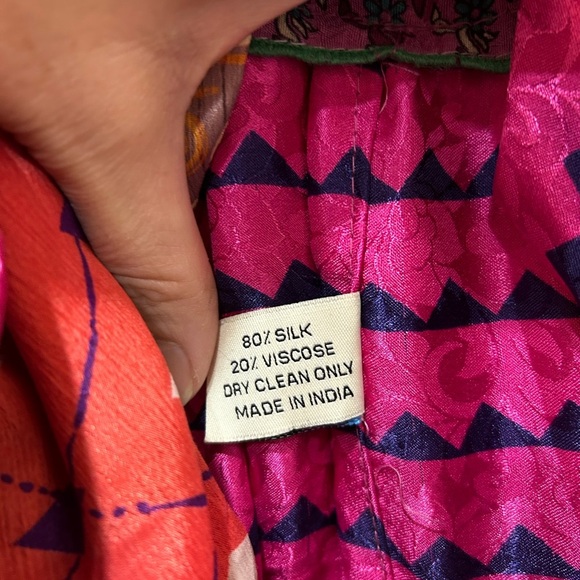 80% SILK
20% VISCOSE
DRY CLEAN ONLY
MADE IN INDIA